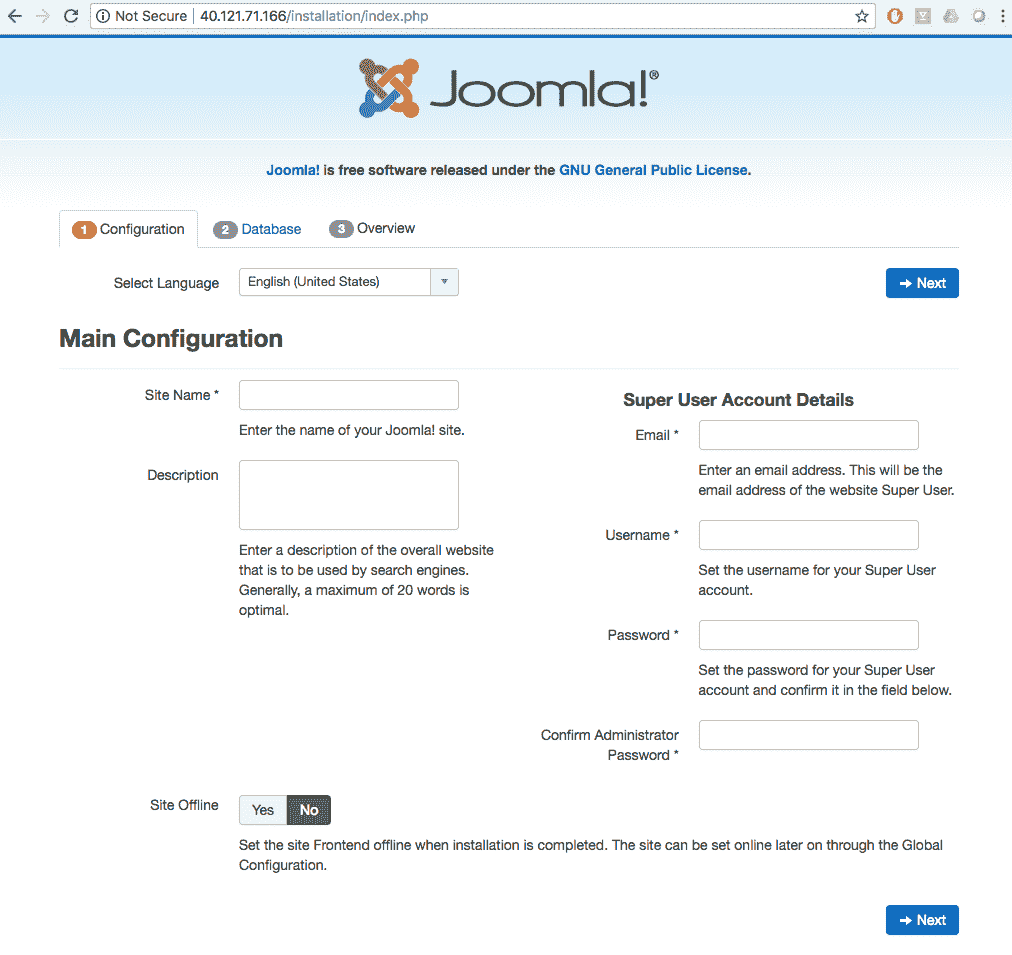 Not Secure | 40.121.71.166/installation/index.php
Joomla!®
Joomla! is free software released under the GNU General Public License.
1 Configuration 2 Database 3 Overview
Select Language English (United States) Next
Main Configuration
Site Name *
Enter the name of your Joomla! site.
Description
Enter a description of the overall website
that is to be used by search engines.
Generally, a maximum of 20 words is
optimal.
Super User Account Details
Email *
Enter an email address. This will be the
email address of the website Super User.
Username *
Set the username for your Super User
account.
Password *
Set the password for your Super User
account and confirm it in the field below.
Confirm Administrator
Password *
Site Offline Yes No
Set the site Frontend offline when installation is completed. The site can be set online later on through the Global
Configuration.
Next